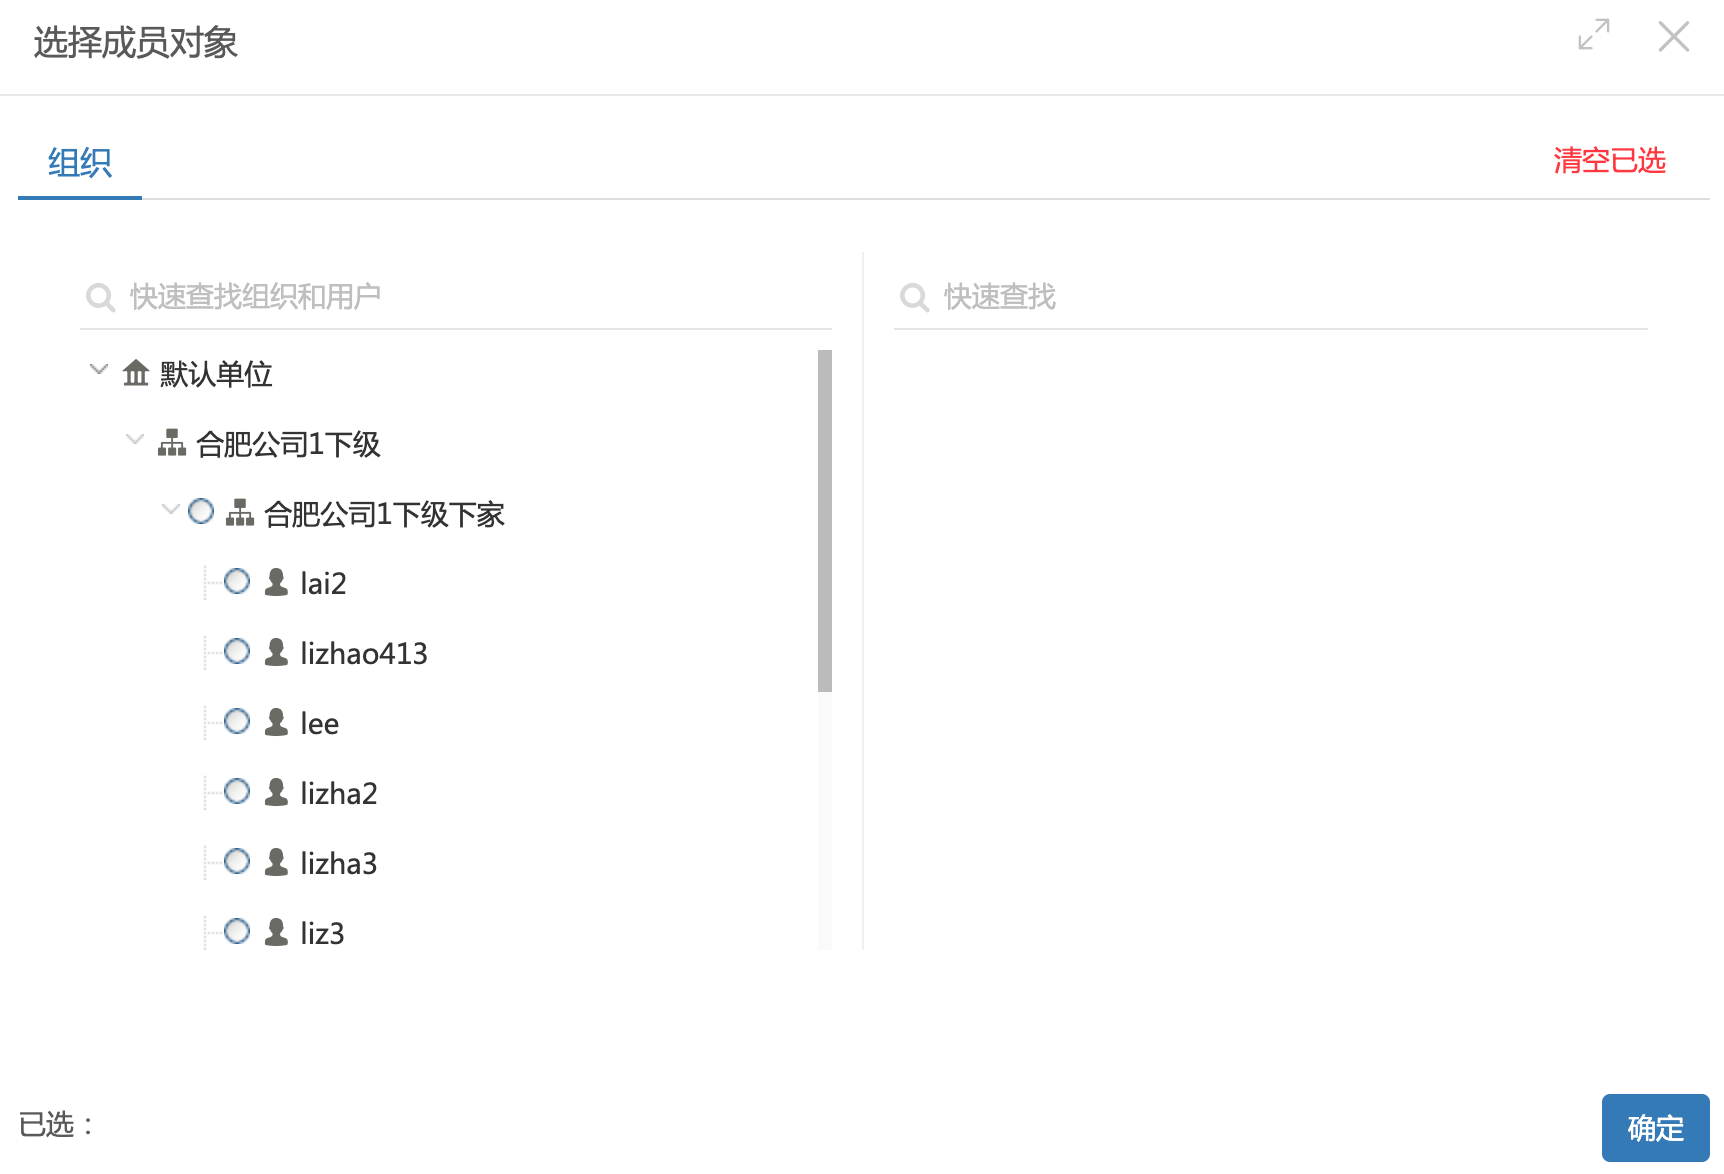 选择成员对象
组织
清空已选
快速查找组织和用户
快速查找
默认单位
合肥公司1下级
合肥公司1下级下家
lai2
lizhao413
lee
lizha2
lizha3
liz3
已选：
确定